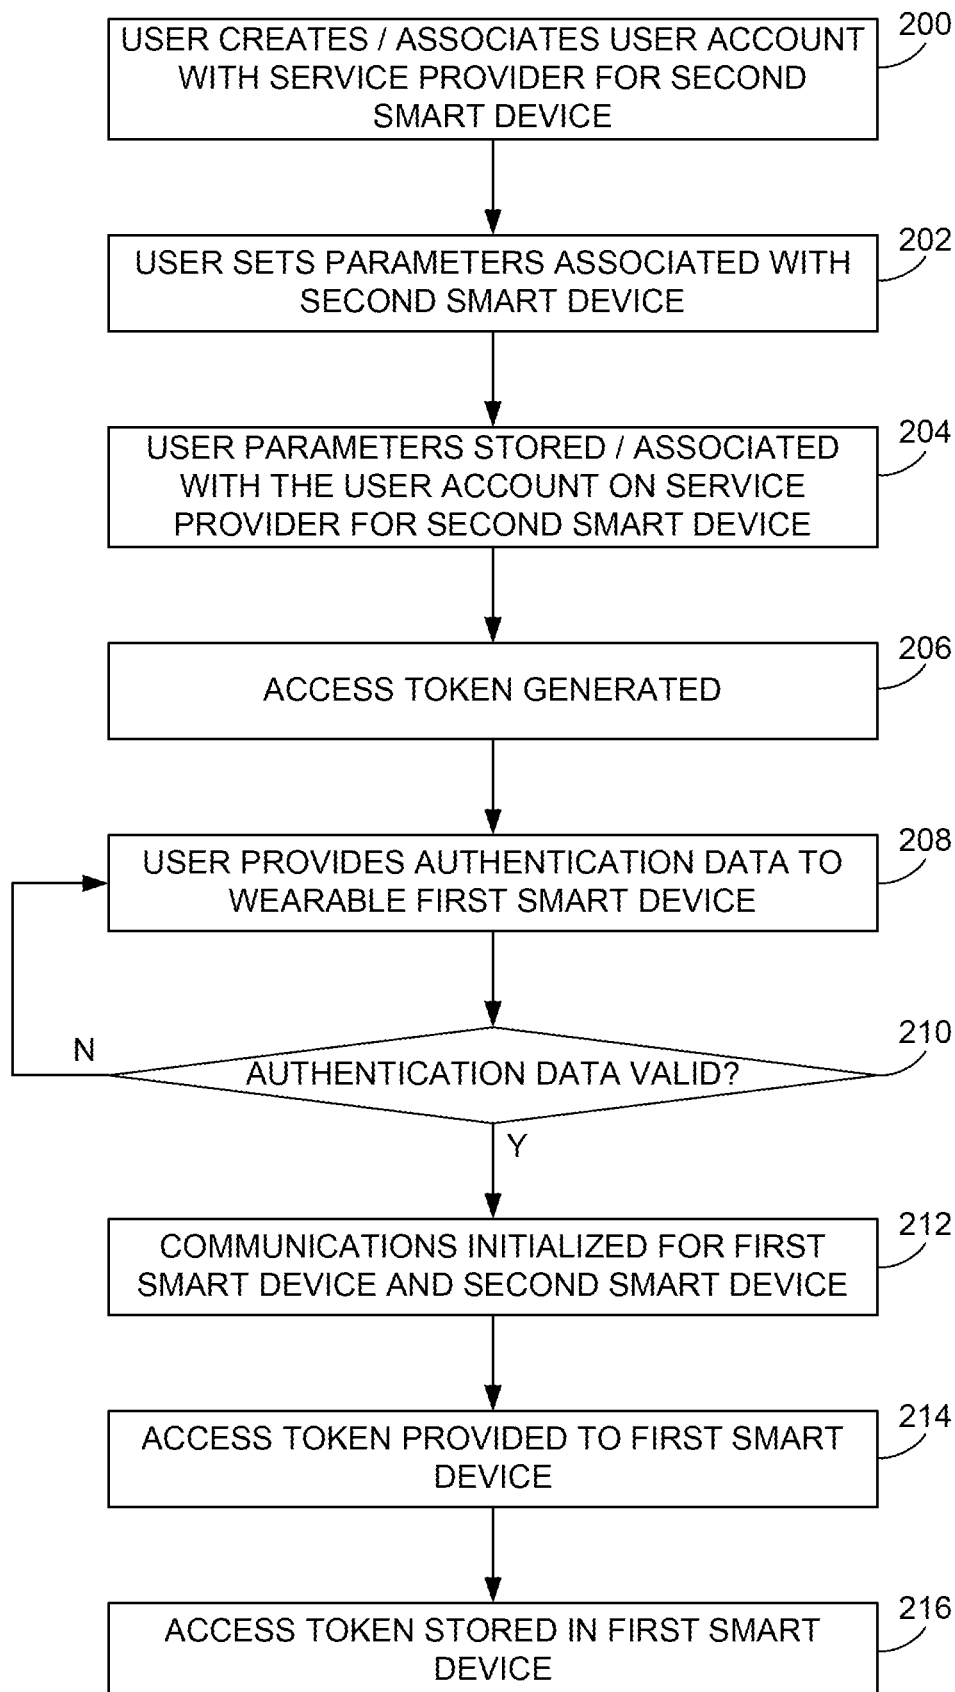 200
USER CREATES / ASSOCIATES USER ACCOUNT
WITH SERVICE PROVIDER FOR SECOND
SMART DEVICE
202
USER SETS PARAMETERS ASSOCIATED WITH
SECOND SMART DEVICE
204
USER PARAMETERS STORED / ASSOCIATED
WITH THE USER ACCOUNT ON SERVICE
PROVIDER FOR SECOND SMART DEVICE
206
ACCESS TOKEN GENERATED
208
USER PROVIDES AUTHENTICATION DATA TO
WEARABLE FIRST SMART DEVICE
210
N
AUTHENTICATION DATA VALID?
Y
212
COMMUNICATIONS INITIALIZED FOR FIRST
SMART DEVICE AND SECOND SMART DEVICE
214
ACCESS TOKEN PROVIDED TO FIRST SMART
DEVICE
216
ACCESS TOKEN STORED IN FIRST SMART
DEVICE